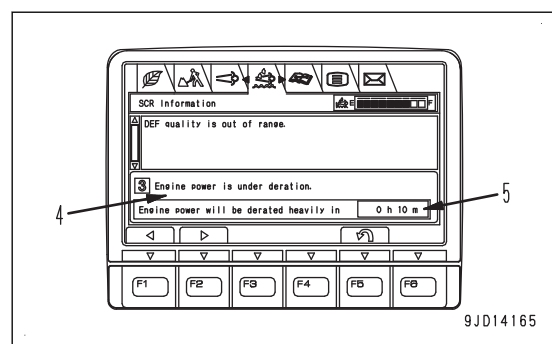 E F
SCR Information
DEF quality is out of range.
3 Engine power is under deration.
Engine power will be derated heavily in 0 h 10 m
4
5
F1 F2 F3 F4 F5 F6
9JD14165